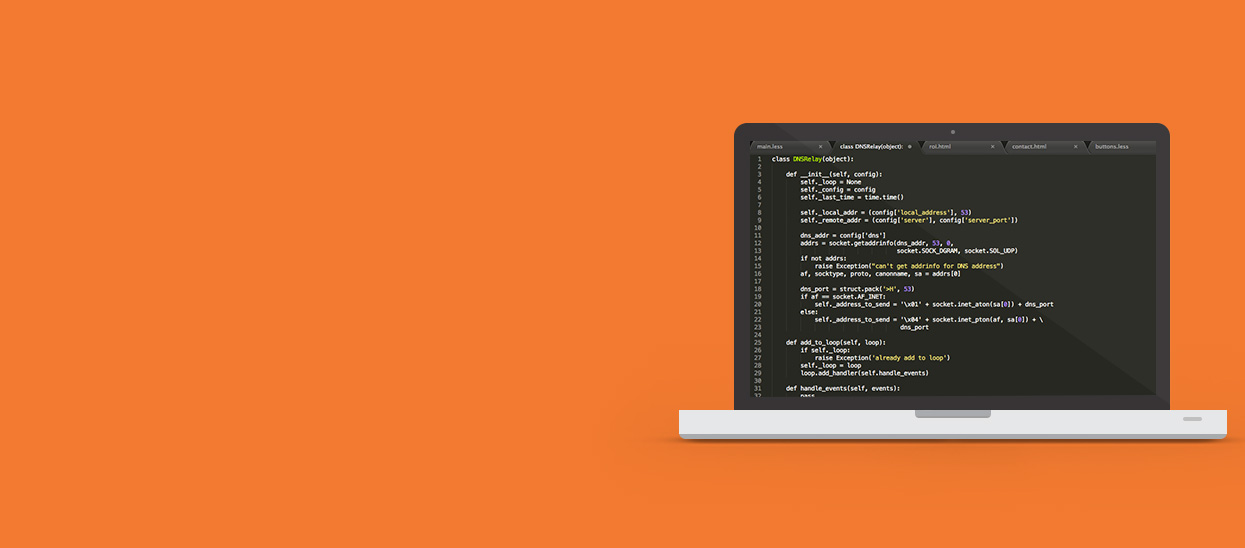 main.less × class DNSRelay(object): rol.html × contact.html × buttons.less
1 class DNSRelay(object):
2
3 def __init__(self, config):
4 self._loop = None
5 self._config = config
6 self._last_time = time.time()
7
8 self._local_addr = (config['local_address'], 53)
9 self._remote_addr = (config['server'], config['server_port'])
10
11 dns_addr = config['dns']
12 addrs = socket.getaddrinfo(dns_addr, 53, 0,
13 socket.SOCK_DGRAM, socket.SOL_UDP)
14 if not addrs:
15 raise Exception("can't get addrinfo for DNS address")
16 af, socktype, proto, canonname, sa = addrs[0]
17
18 dns_port = struct.pack('>H', 53)
19 if af == socket.AF_INET:
20 self._address_to_send = '\x01' + socket.inet_aton(sa[0]) + dns_port
21 else:
22 self._address_to_send = '\x04' + socket.inet_pton(af, sa[0]) + \
23 dns_port
24
25 def add_to_loop(self, loop):
26 if self._loop:
27 raise Exception('already add to loop')
28 self._loop = loop
29 loop.add_handler(self.handle_events)
30
31 def handle_events(self, events):
32 pass